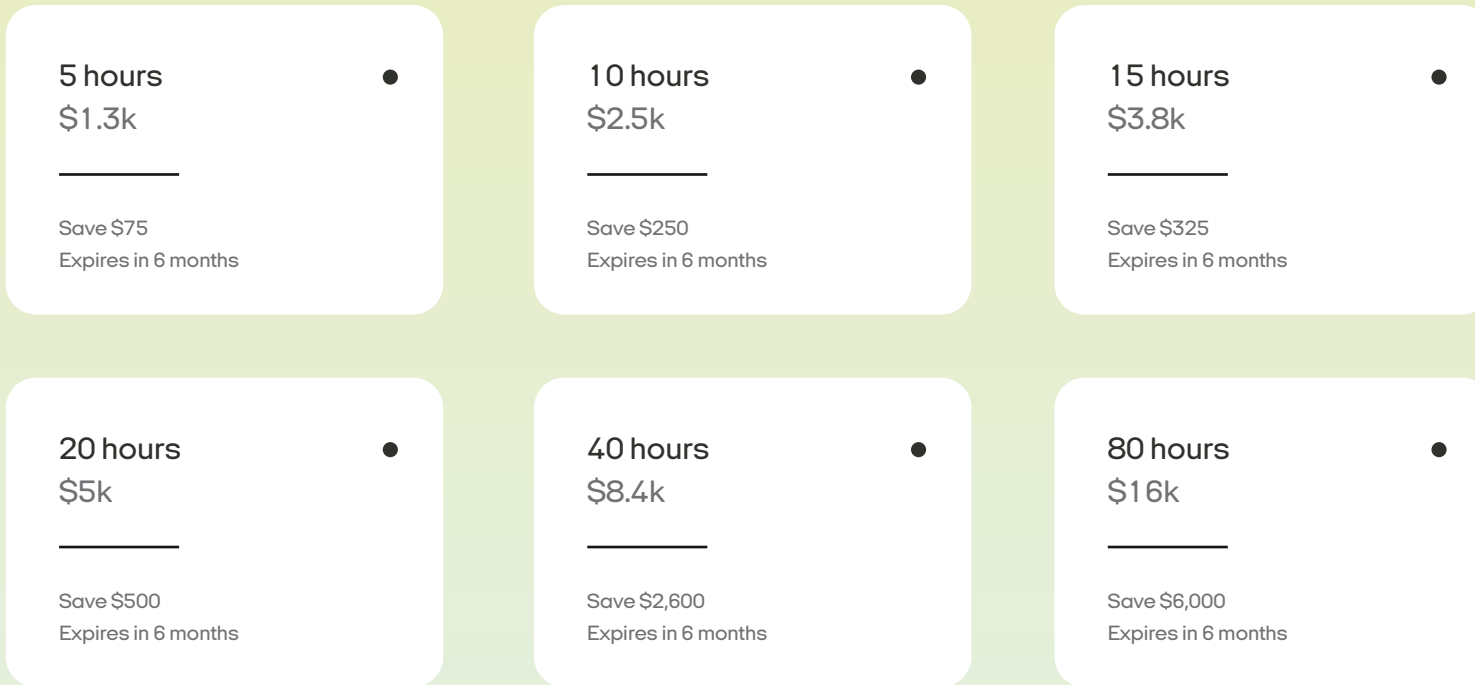 5 hours
$1.3k
Save $75
Expires in 6 months
10 hours
$2.5k
Save $250
Expires in 6 months
15 hours
$3.8k
Save $325
Expires in 6 months
20 hours
$5k
Save $500
Expires in 6 months
40 hours
$8.4k
Save $2,600
Expires in 6 months
80 hours
$16k
Save $6,000
Expires in 6 months